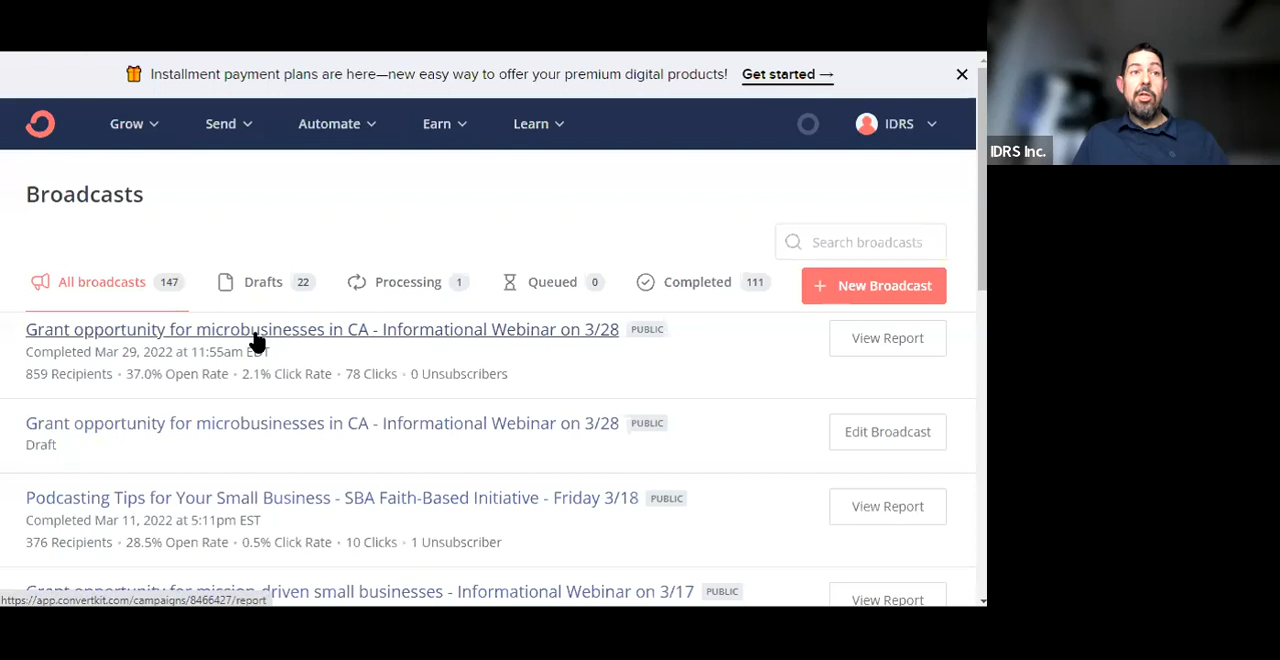 Installment payment plans are here—new easy way to offer your premium digital products! Get started →
Grow Send Automate Earn Learn IDRS
IDRS Inc.
Broadcasts
Search broadcasts
All broadcasts 147 Drafts 22 Processing 1 Queued 0 Completed 111 + New Broadcast
Grant opportunity for microbusinesses in CA - Informational Webinar on 3/28 PUBLIC
View Report
Completed Mar 29, 2022 at 11:55am EDT
859 Recipients • 37.0% Open Rate • 2.1% Click Rate • 78 Clicks • 0 Unsubscribers
Grant opportunity for microbusinesses in CA - Informational Webinar on 3/28 PUBLIC
Edit Broadcast
Draft
Podcasting Tips for Your Small Business - SBA Faith-Based Initiative - Friday 3/18 PUBLIC
View Report
Completed Mar 11, 2022 at 5:11pm EST
376 Recipients • 28.5% Open Rate • 0.5% Click Rate • 10 Clicks • 1 Unsubscriber
Grant opportunity for mission-driven small businesses - Informational Webinar on 3/17 PUBLIC
View Report
https://app.convertkit.com/campaigns/8466427/report